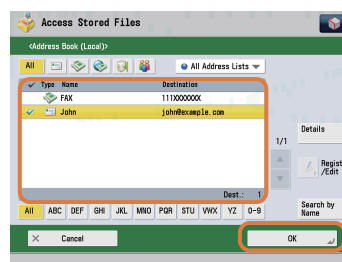 Access Stored Files
<Address Book (Local)>
All
All Address Lists
Type Name Destination
FAX 111XXXXXXX
John john@example.com
1/1
Details
Regist
/Edit
Dest.: 1
Search by
Name
All ABC DEF GHI JKL MNO PQR STU VWX YZ 0-9
Cancel
OK